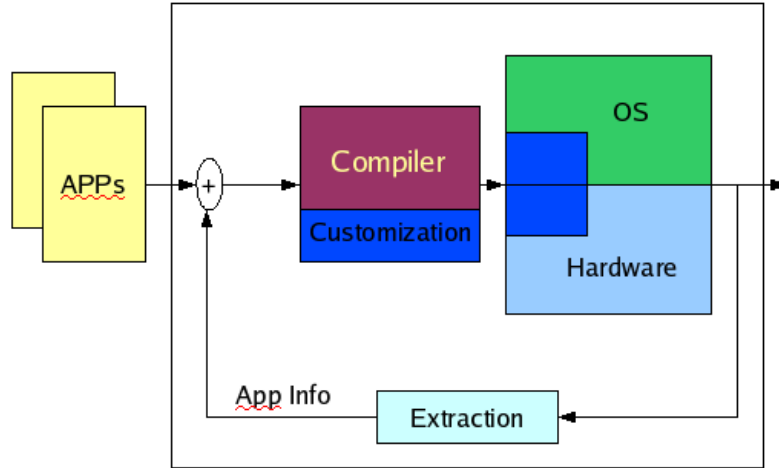 OS
APPs
+
Compiler
Customization
Hardware
App Info
Extraction